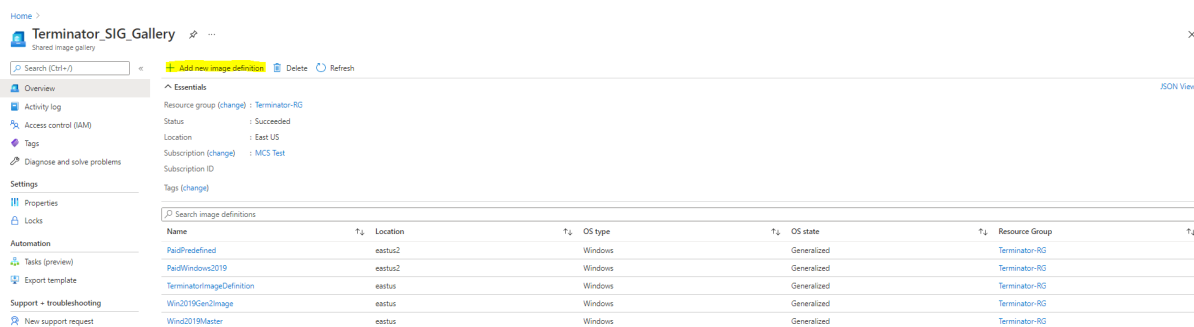 Home >
Terminator_SIG_Gallery ...
Shared image gallery
Search (Ctrl+/) «
+ Add new image definition Delete Refresh
Overview
Essentials JSON View
Activity log
Resource group (change) : Terminator-RG
Access control (IAM)
Status : Succeeded
Tags
Location : East US
Diagnose and solve problems
Subscription (change) : MCS Test
Subscription ID
Settings
Tags (change)
Properties
Locks
Search image definitions
Automation
Name Location OS type OS state Resource Group
Tasks (preview)
PaidPredefined eastus2 Windows Generalized Terminator-RG
Export template
PaidWindows2019 eastus2 Windows Generalized Terminator-RG
TerminatorImageDefinition eastus Windows Generalized Terminator-RG
Support + troubleshooting
Win2019Gen2Image eastus Windows Generalized Terminator-RG
New support request
Wind2019Master eastus Windows Generalized Terminator-RG